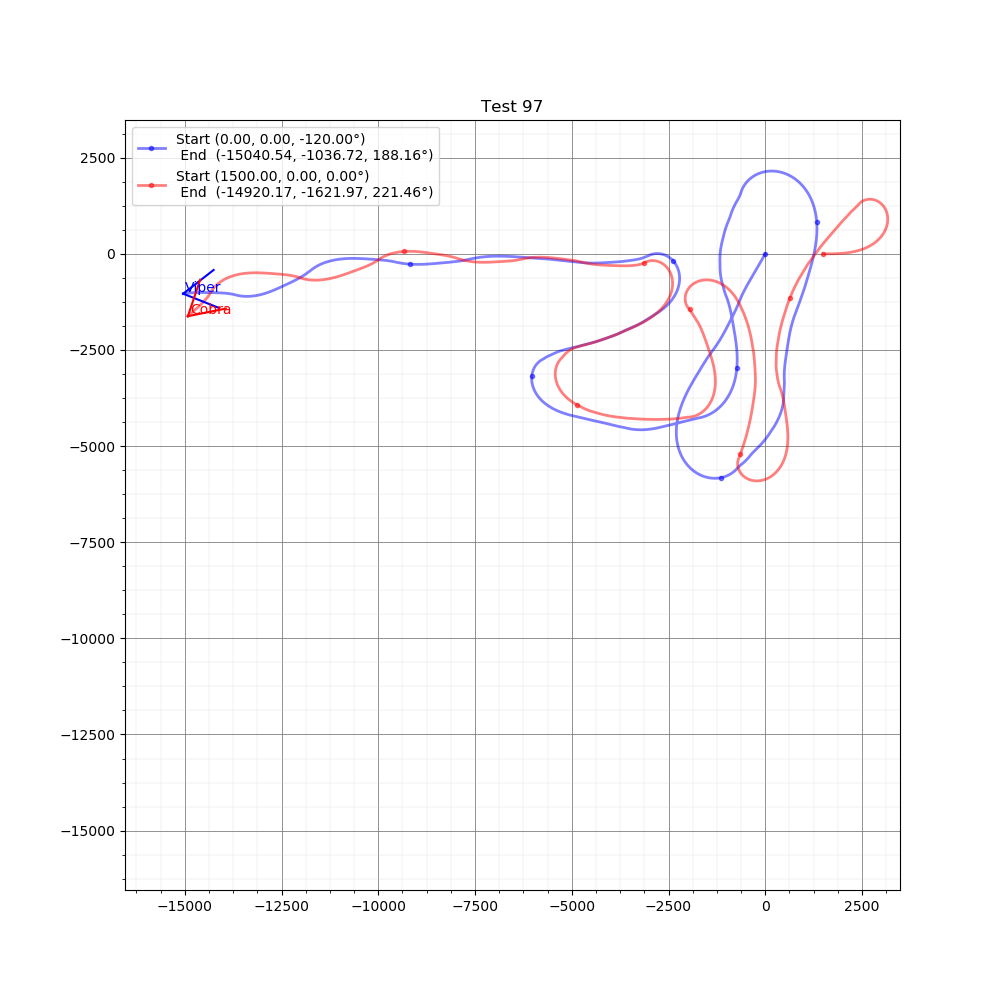 Test 97
Start (0.00, 0.00, -120.00°)
End  (-15040.54, -1036.72, 188.16°)
Start (1500.00, 0.00, 0.00°)
End  (-14920.17, -1621.97, 221.46°)
2500
0
−2500
−5000
−7500
−10000
−12500
−15000
Viper
Cobra
−15000
−12500
−10000
−7500
−5000
−2500
0
2500